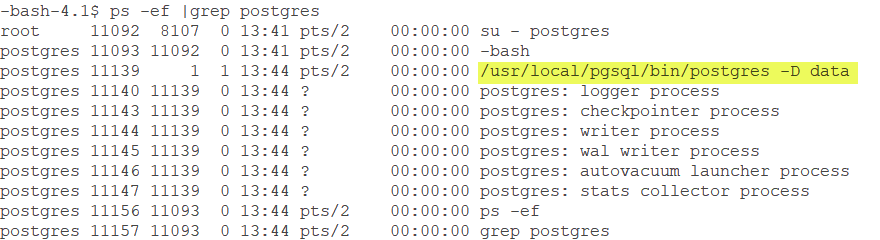 -bash-4.1$ ps -ef |grep postgres
root     11092  8107  0 13:41 pts/2    00:00:00 su - postgres
postgres 11093 11092  0 13:41 pts/2    00:00:00 -bash
postgres 11139     1  1 13:44 pts/2    00:00:00 /usr/local/pgsql/bin/postgres -D data
postgres 11140 11139  0 13:44 ?        00:00:00 postgres: logger process
postgres 11143 11139  0 13:44 ?        00:00:00 postgres: checkpointer process
postgres 11144 11139  0 13:44 ?        00:00:00 postgres: writer process
postgres 11145 11139  0 13:44 ?        00:00:00 postgres: wal writer process
postgres 11146 11139  0 13:44 ?        00:00:00 postgres: autovacuum launcher process
postgres 11147 11139  0 13:44 ?        00:00:00 postgres: stats collector process
postgres 11156 11093  0 13:44 pts/2    00:00:00 ps -ef
postgres 11157 11093  0 13:44 pts/2    00:00:00 grep postgres